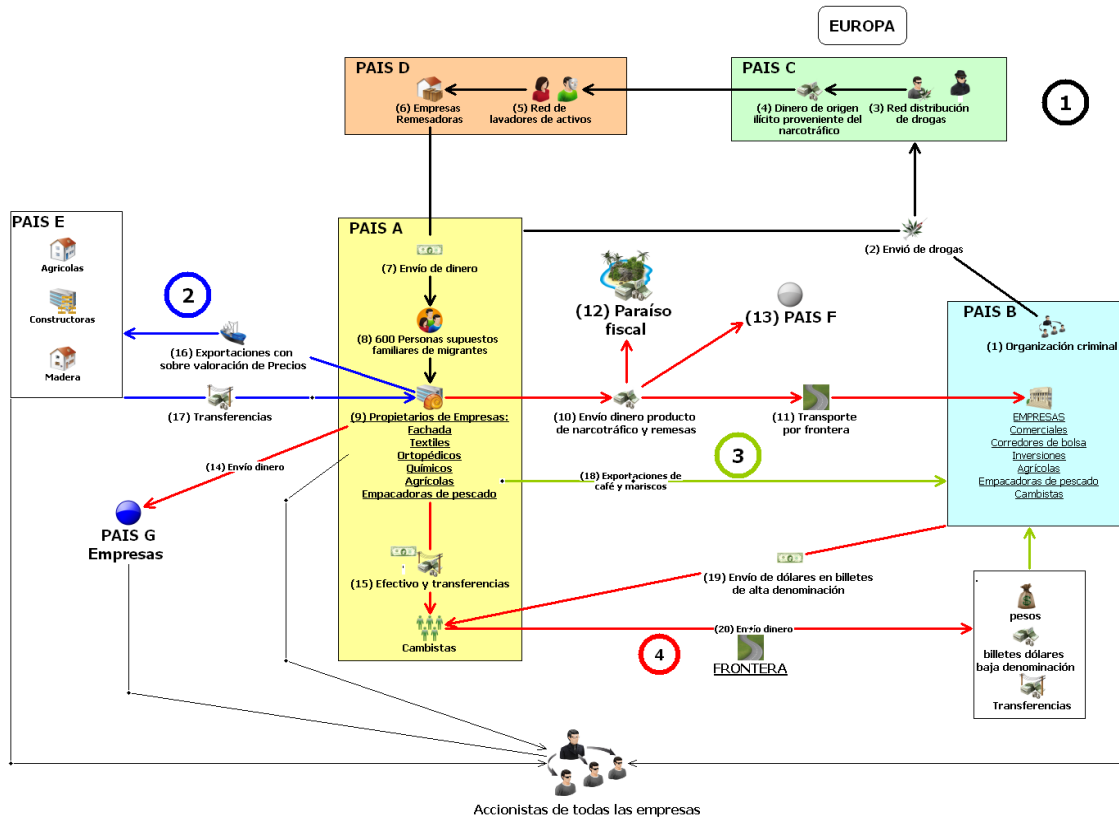 EUROPA
PAIS D
(6) Empresas
Remesadoras
(5) Red de
lavadores de activos
PAIS C
(4) Dinero de origen
ilícito proveniente del
narcotráfico
(3) Red distribución
de drogas
1
PAIS E
Agricolas
Constructoras
Madera
2
(16) Exportaciones con
sobre valoración de Precios
(17) Transferencias
PAIS A
(7) Envío de dinero
(8) 600 Personas supuestos
familiares de migrantes
(9) Propietarios de Empresas:
Fachada
Textiles
Ortopédicos
Químicos
Agrícolas
Empacadoras de pescado
(15) Efectivo y transferencias
Cambistas
(2) Envió de drogas
(12) Paraíso
fiscal
(13) PAIS F
(10) Envío dinero producto
de narcotráfico y remesas
(11) Transporte
por frontera
PAIS B
(1) Organización criminal
EMPRESAS
Comerciales
Corredores de bolsa
Inversiones
Agrícolas
Empacadoras de pescado
Cambistas
3
(18) Exportaciones de
café y mariscos
(14) Envío dinero
PAIS G
Empresas
(19) Envío de dólares en billetes
de alta denominación
(20) Envío dinero
4
FRONTERA
pesos
billetes dólares
baja denominación
Transferencias
Accionistas de todas las empresas